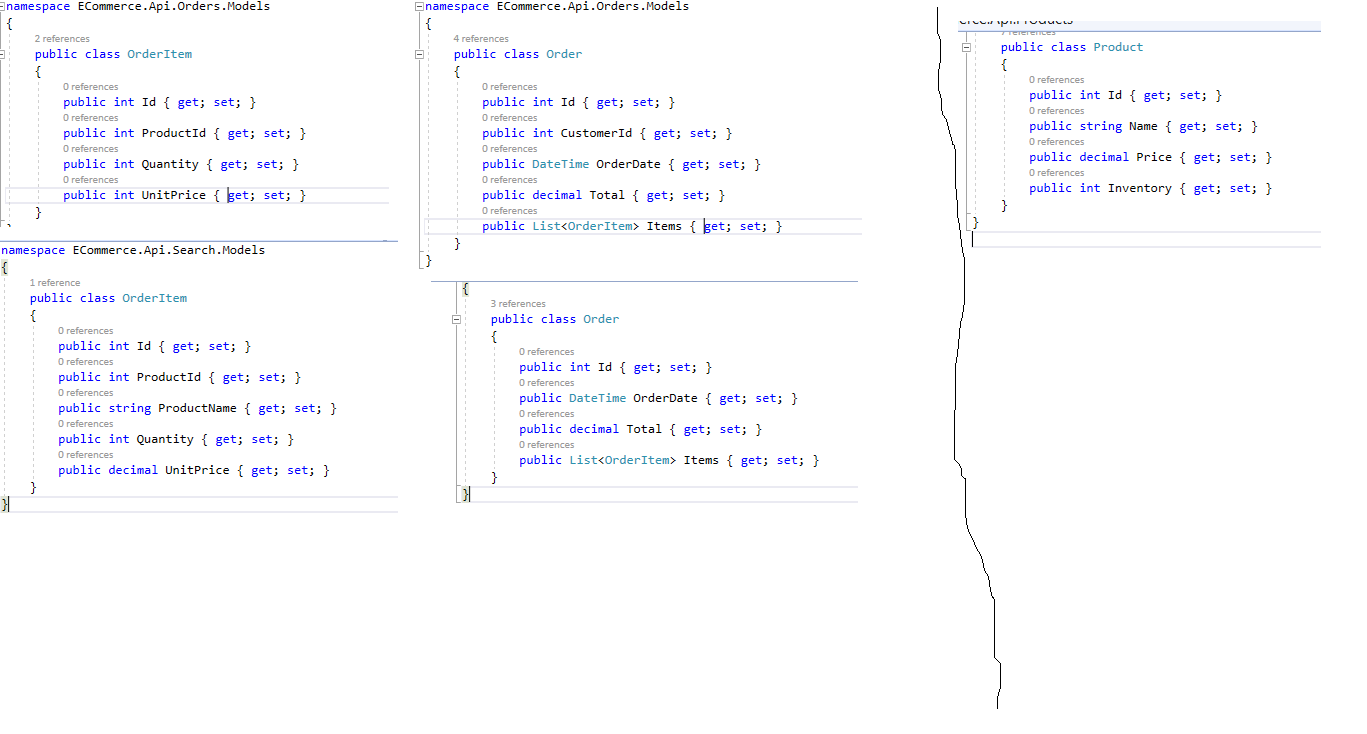 namespace ECommerce.Api.Orders.Models
{
2 references
public class OrderItem
{
0 references
public int Id { get; set; }
0 references
public int ProductId { get; set; }
0 references
public int Quantity { get; set; }
0 references
public int UnitPrice { get; set; }
}
namespace ECommerce.Api.Search.Models
{
1 reference
public class OrderItem
{
0 references
public int Id { get; set; }
0 references
public int ProductId { get; set; }
0 references
public string ProductName { get; set; }
0 references
public int Quantity { get; set; }
0 references
public decimal UnitPrice { get; set; }
}
}
namespace ECommerce.Api.Orders.Models
{
4 references
public class Order
{
0 references
public int Id { get; set; }
0 references
public int CustomerId { get; set; }
0 references
public DateTime OrderDate { get; set; }
0 references
public decimal Total { get; set; }
0 references
public List<OrderItem> Items { get; set; }
}
}
{
3 references
public class Order
{
0 references
public int Id { get; set; }
0 references
public DateTime OrderDate { get; set; }
0 references
public decimal Total { get; set; }
0 references
public List<OrderItem> Items { get; set; }
}
}
erce.Api.Products
7 references
public class Product
{
0 references
public int Id { get; set; }
0 references
public string Name { get; set; }
0 references
public decimal Price { get; set; }
0 references
public int Inventory { get; set; }
}
}